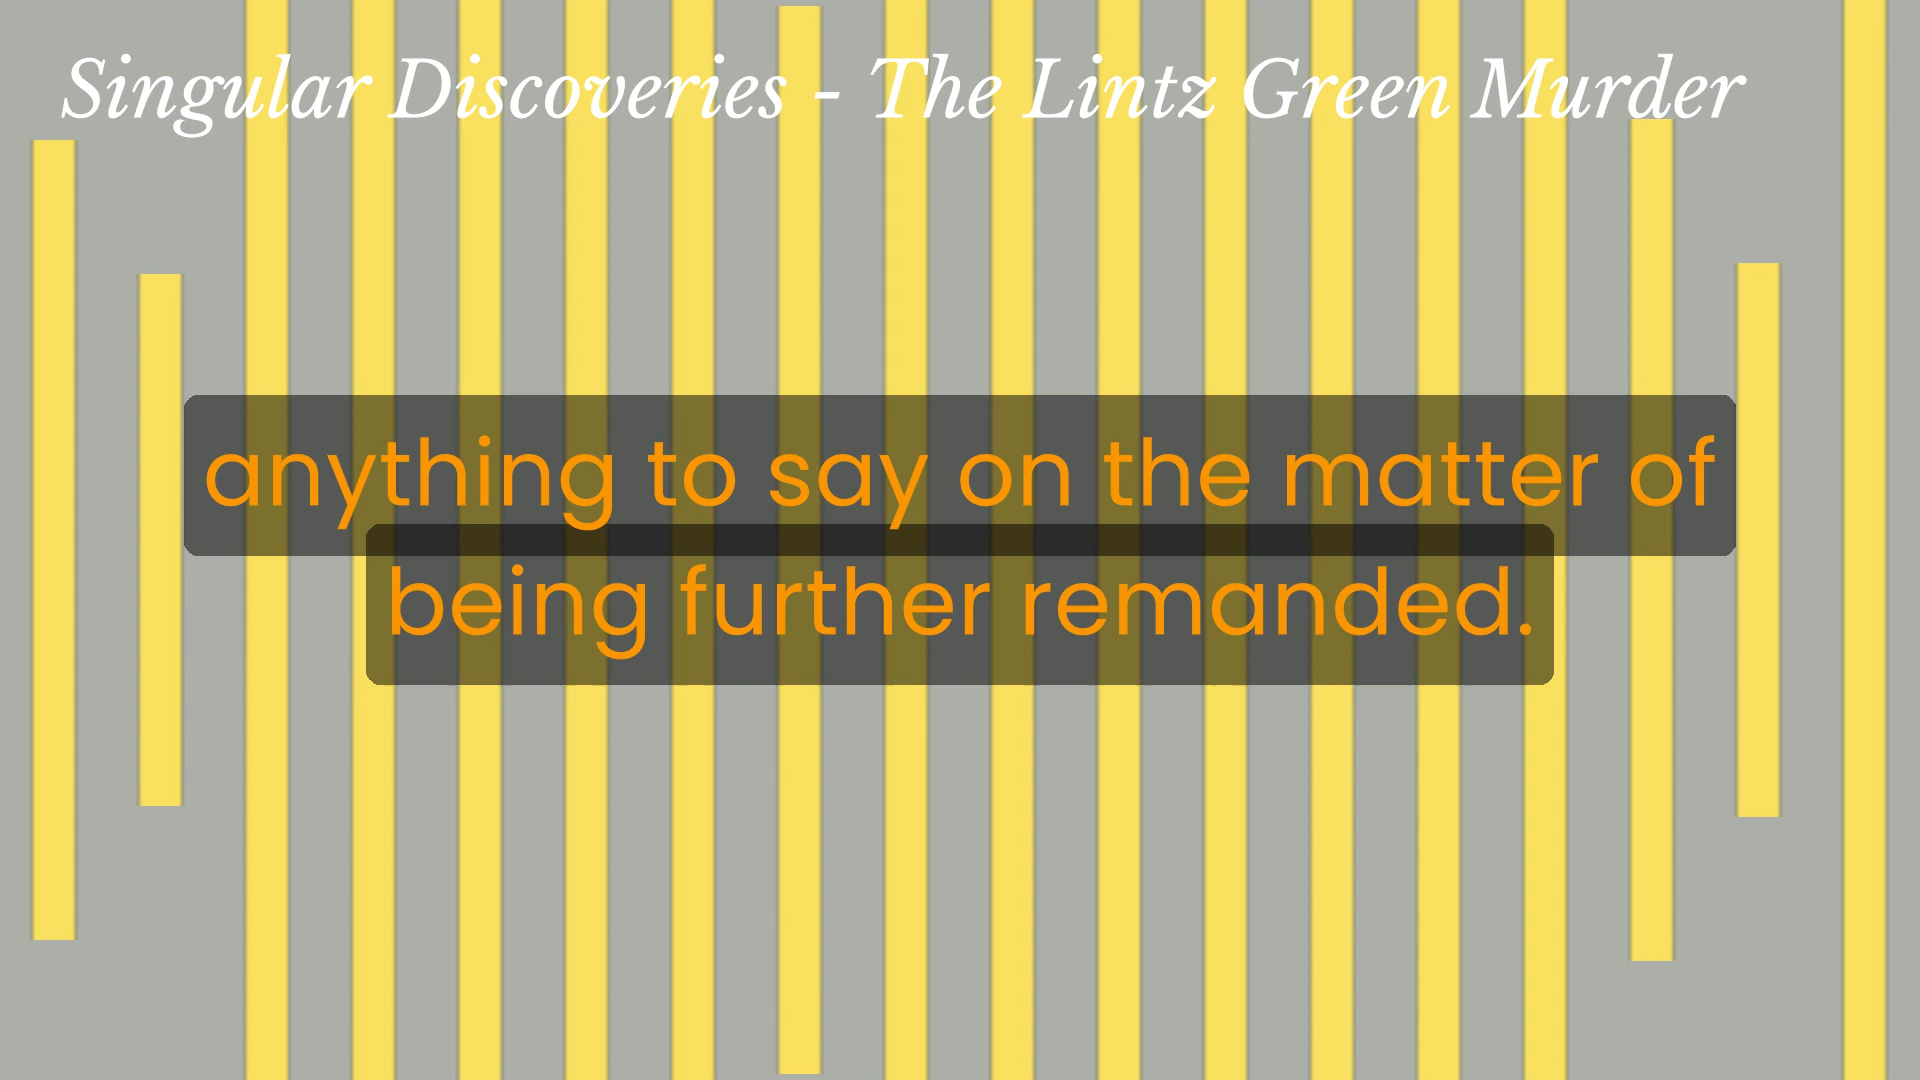 Singular Discoveries - The Lintz Green Murder
anything to say on the matter of
being further remanded.